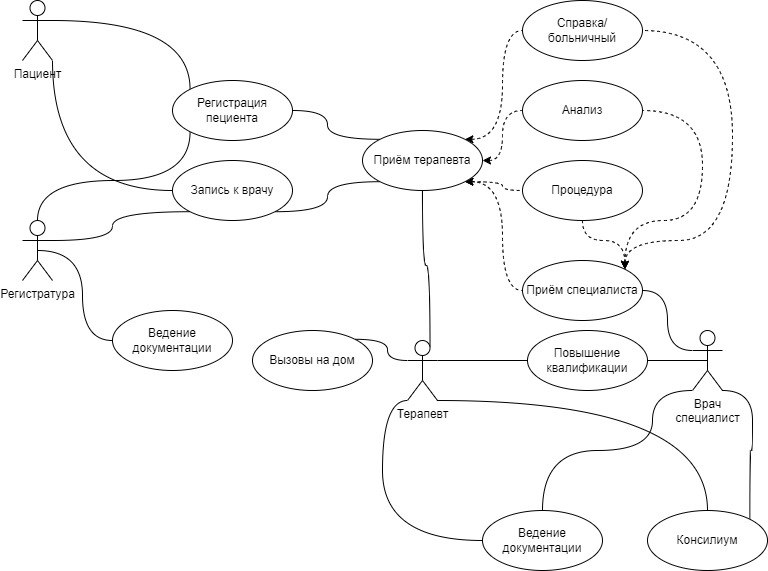 Справка/
больничный
Пациент
Регистрация
пециента
Анализ
Приём терапевта
Запись к врачу
Процедура
Регистратура
Приём специалиста
Ведение
документации
Вызовы на дом
Повышение
квалификации
Терапевт
Врач
специалист
Ведение
документации
Консилиум